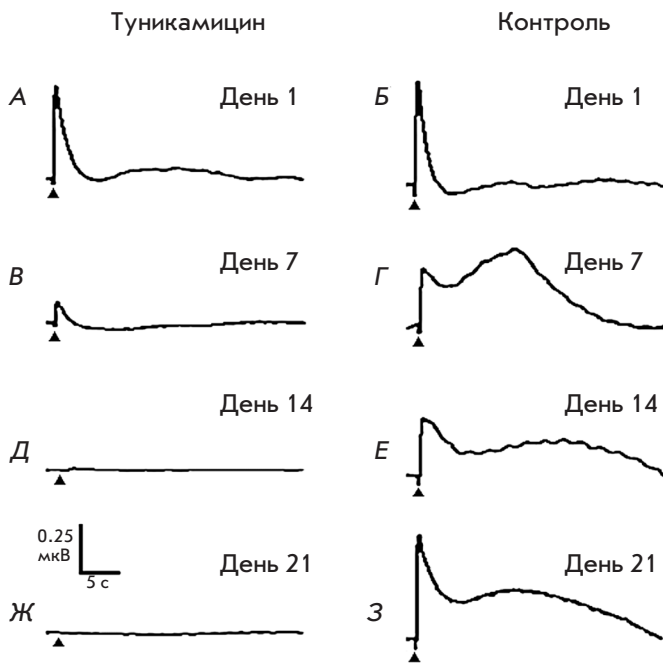 Туникамицин
Контроль
А
День 1
Б
День 1
В
День 7
Г
День 7
Д
День 14
Е
День 14
0.25
мкВ
5 с
Ж
День 21
З
День 21